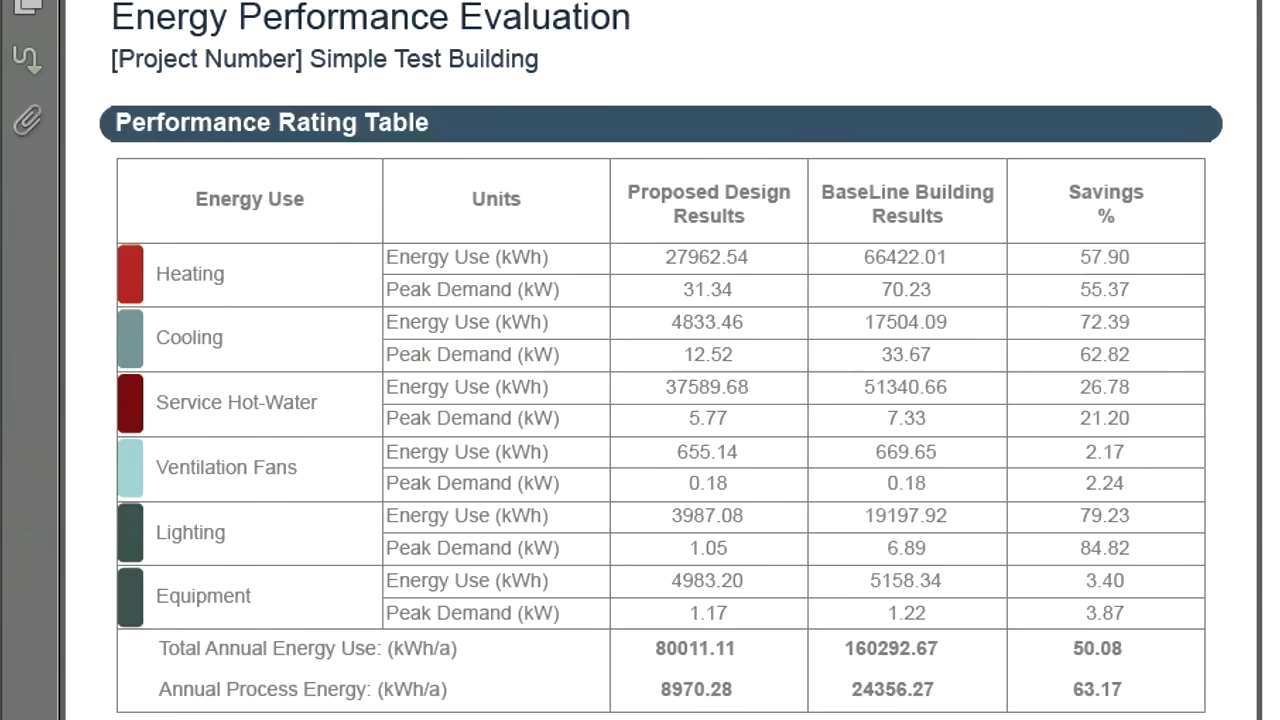 Energy Performance Evaluation
[Project Number] Simple Test Building
Performance Rating Table
Energy Use Units Proposed Design Results BaseLine Building Results Savings %
Heating Energy Use (kWh) 27962.54 66422.01 57.90
Peak Demand (kW) 31.34 70.23 55.37
Cooling Energy Use (kWh) 4833.46 17504.09 72.39
Peak Demand (kW) 12.52 33.67 62.82
Service Hot-Water Energy Use (kWh) 37589.68 51340.66 26.78
Peak Demand (kW) 5.77 7.33 21.20
Ventilation Fans Energy Use (kWh) 655.14 669.65 2.17
Peak Demand (kW) 0.18 0.18 2.24
Lighting Energy Use (kWh) 3987.08 19197.92 79.23
Peak Demand (kW) 1.05 6.89 84.82
Equipment Energy Use (kWh) 4983.20 5158.34 3.40
Peak Demand (kW) 1.17 1.22 3.87
Total Annual Energy Use: (kWh/a) 80011.11 160292.67 50.08
Annual Process Energy: (kWh/a) 8970.28 24356.27 63.17